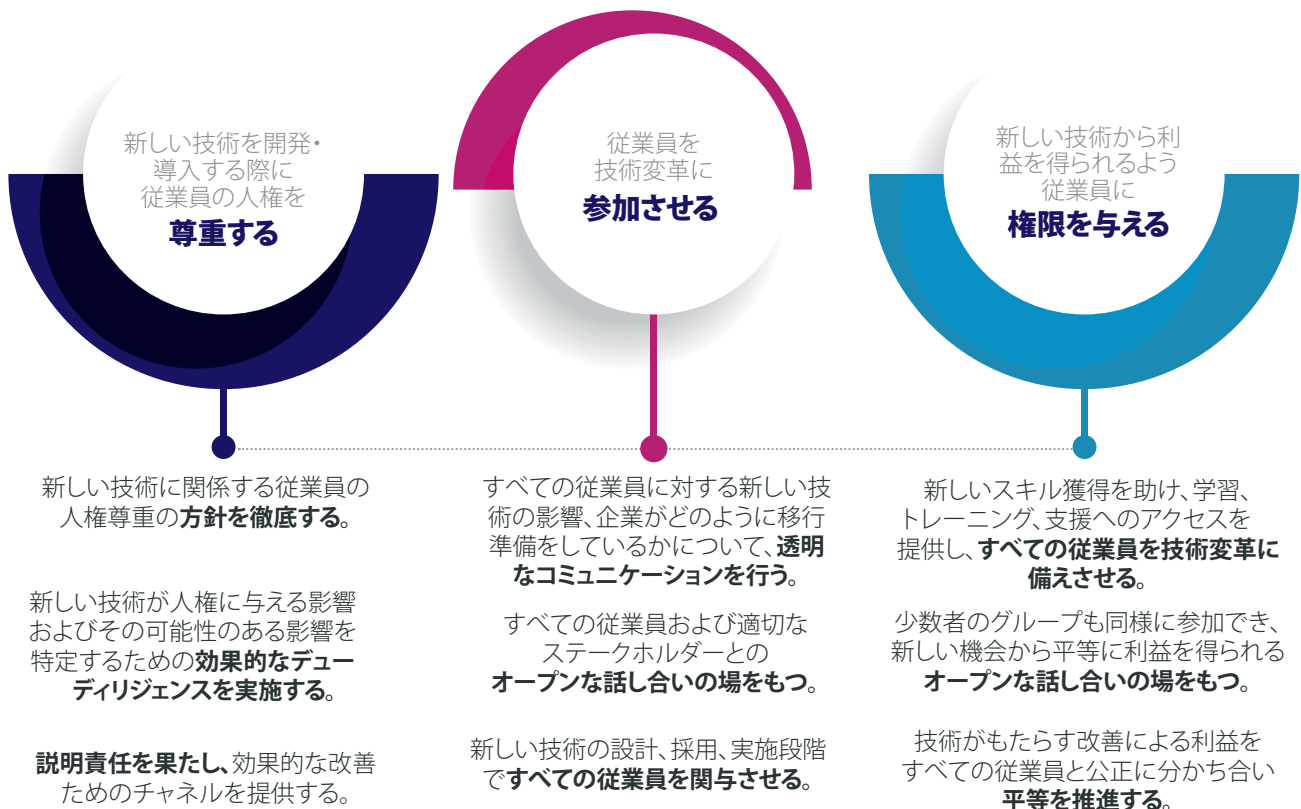 新しい技術を開発・
導入する際に
従業員の人権を
尊重する
従業員を
技術変革に
参加させる
新しい技術から利
益を得られるよう
従業員に
権限を与える
新しい技術に関係する従業員の
人権尊重の方針を徹底する。
新しい技術が人権に与える影響
およびその可能性のある影響を
特定するための効果的なデュー
ディリジェンスを実施する。
説明責任を果たし、効果的な改善
ためのチャネルを提供する。
すべての従業員に対する新しい技
術の影響、企業がどのように移行
準備をしているかについて、透明
なコミュニケーションを行う。
すべての従業員および適切な
ステークホルダーとの
オープンな話し合いの場をもつ。
新しい技術の設計、採用、実施段階
ですべての従業員を関与させる。
新しいスキル獲得を助け、学習、
トレーニング、支援へのアクセスを
提供し、すべての従業員を技術変革に
備えさせる。
少数者のグループも同様に参加でき、
新しい機会から平等に利益を得られる
オープンな話し合いの場をもつ。
技術がもたらす改善による利益を
すべての従業員と公正に分かち合い
平等を推進する。